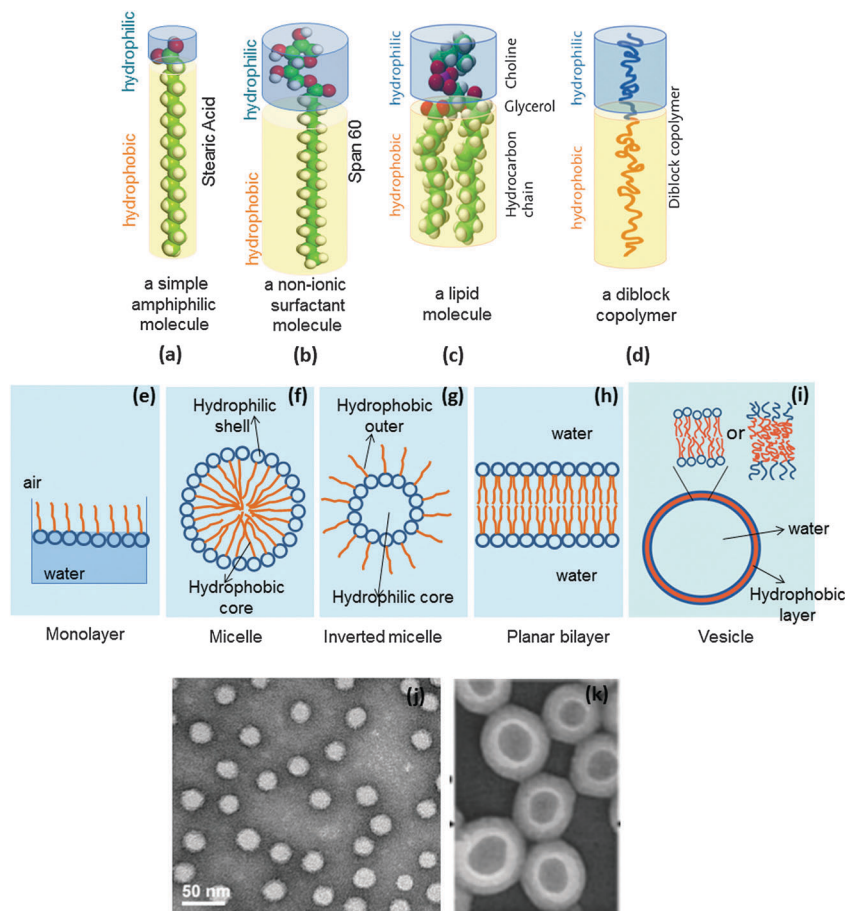 hydrophilic
hydrophobic
Stearic Acid
a simple
amphiphilic
molecule
(a)
hydrophilic
hydrophobic
Span 60
a non-ionic
surfactant
molecule
(b)
hydrophilic
hydrophobic
Choline
Glycerol
Hydrocarbon
chain
a lipid
molecule
(c)
hydrophilic
hydrophobic
Diblock copolymer
a diblock
copolymer
(d)
(e)
air
water
Monolayer
(f)
Hydrophilic
shell
Hydrophobic
core
Micelle
(g)
Hydrophobic
outer
Hydrophilic core
Inverted micelle
(h)
water
water
Planar bilayer
(i)
or
water
Hydrophobic
layer
Vesicle
(j)
50 nm
(k)